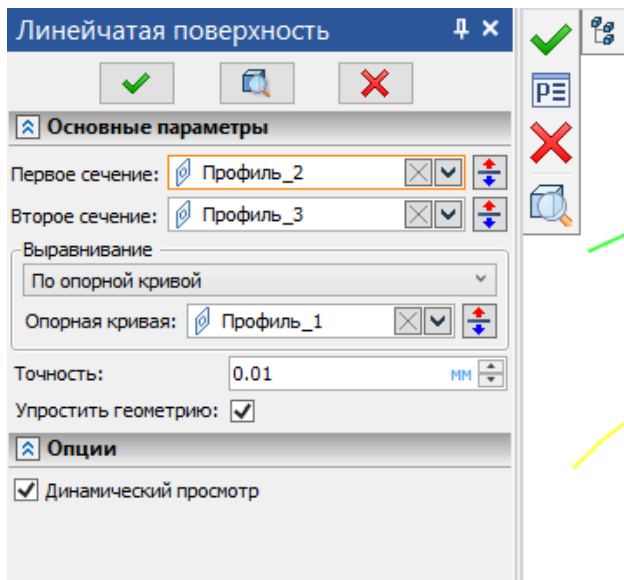 Линейчатая поверхность
Основные параметры
Первое сечение: Профиль_2
Второе сечение: Профиль_3
Выравнивание
По опорной кривой
Опорная кривая: Профиль_1
Точность: 0.01 мм
Упростить геометрию:
Опции
Динамический просмотр
P